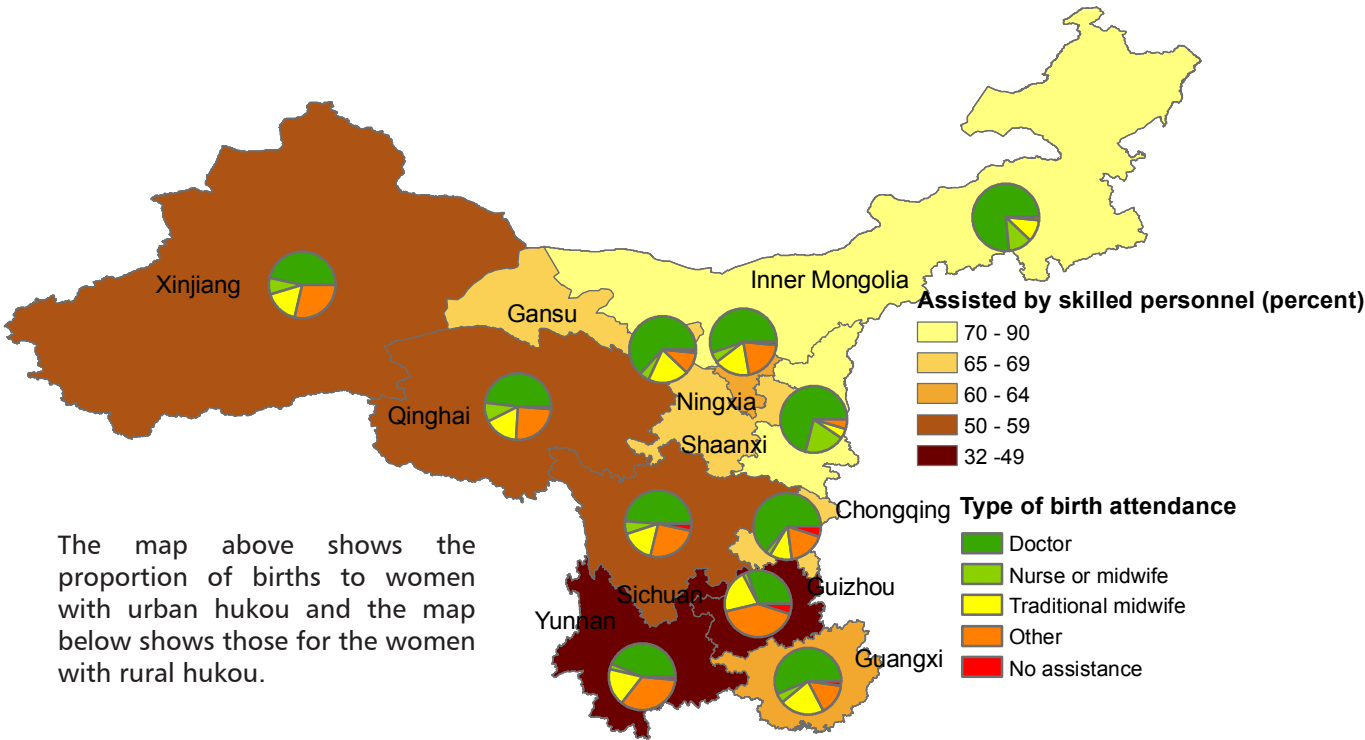 Xinjiang
Gansu
Inner Mongolia
Qinghai
Ningxia
Shaanxi
Chongqing
Sichuan
Guizhou
Yunnan
Guangxi
Assisted by skilled personnel (percent)
70 - 90
65 - 69
60 - 64
50 - 59
32 -49
Type of birth attendance
Doctor
Nurse or midwife
Traditional midwife
Other
No assistance
The map above shows the
proportion of births to women
with urban hukou and the map
below shows those for the women
with rural hukou.